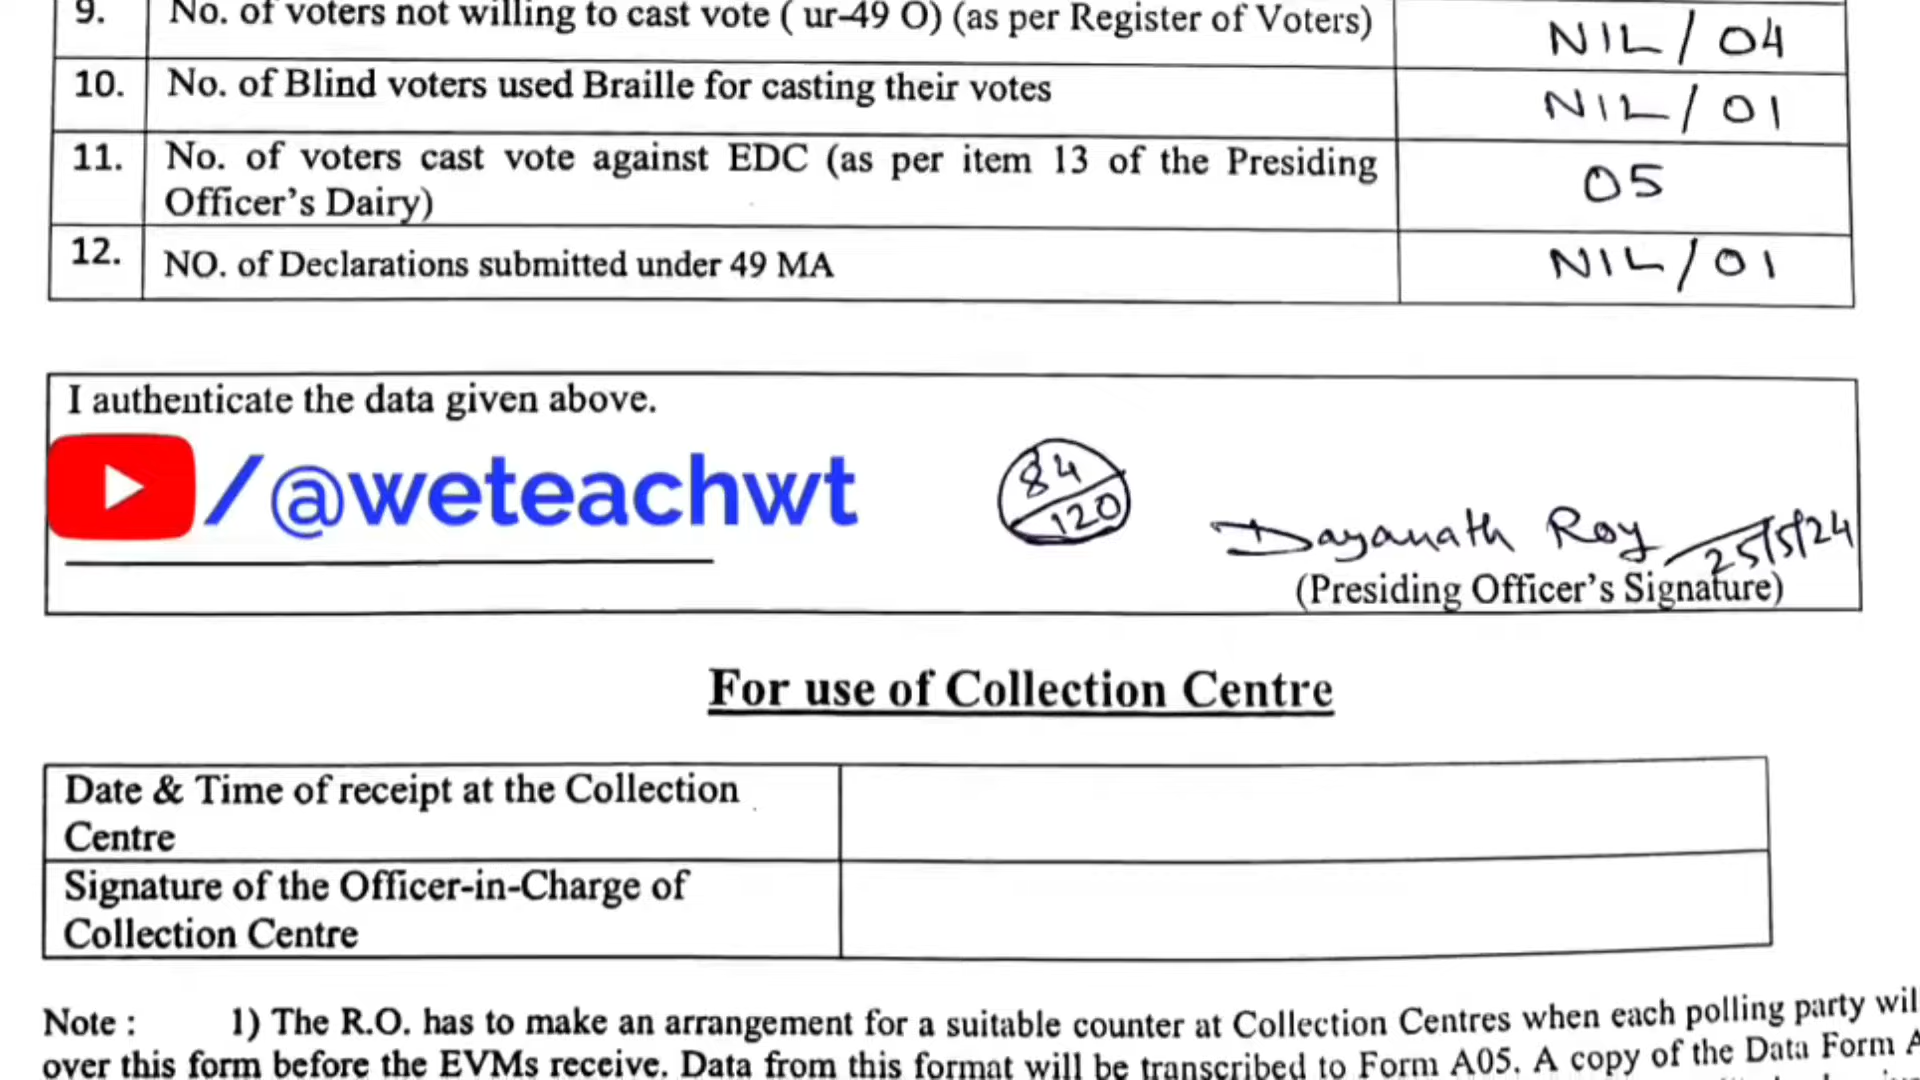 9. No. of voters not willing to cast vote ( ur-49 O) (as per Register of Voters) NIL / 04
10. No. of Blind voters used Braille for casting their votes NIL / 01
11. No. of voters cast vote against EDC (as per item 13 of the Presiding
Officer's Dairy) 05
12. NO. of Declarations submitted under 49 MA NIL / 01
I authenticate the data given above.
/@weteachwt
84
120
Dayanath Roy 25/5/24
(Presiding Officer's Signature)
For use of Collection Centre
Date & Time of receipt at the Collection
Centre
Signature of the Officer-in-Charge of
Collection Centre
Note : 1) The R.O. has to make an arrangement for a suitable counter at Collection Centres when each polling party wil
over this form before the EVMs receive. Data from this format will be transcribed to Form A05. A copy of the Data Form A